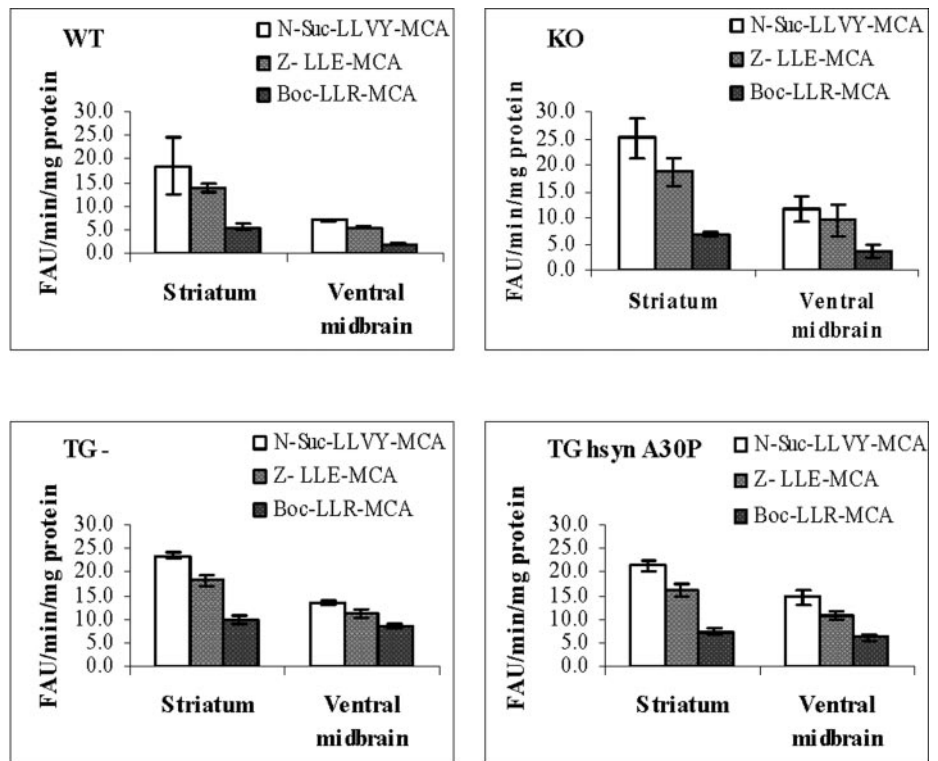 WT
N-Suc-LLVY-MCA
Z- LLE-MCA
Boc-LLR-MCA
FAU/min/mg protein
30.0
25.0
20.0
15.0
10.0
5.0
0.0
Striatum
Ventral
midbrain
KO
N-Suc-LLVY-MCA
Z- LLE-MCA
Boc-LLR-MCA
FAU/min/mg protein
30.0
25.0
20.0
15.0
10.0
5.0
0.0
Striatum
Ventral
midbrain
TG-
N-Suc-LLVY-MCA
Z- LLE-MCA
Boc-LLR-MCA
FAU/min/mg protein
30.0
25.0
20.0
15.0
10.0
5.0
0.0
Striatum
Ventral
midbrain
TG hsyn A30P
N-Suc-LLVY-MCA
Z- LLE-MCA
Boc-LLR-MCA
FAU/min/mg protein
30.0
25.0
20.0
15.0
10.0
5.0
0.0
Striatum
Ventral
midbrain